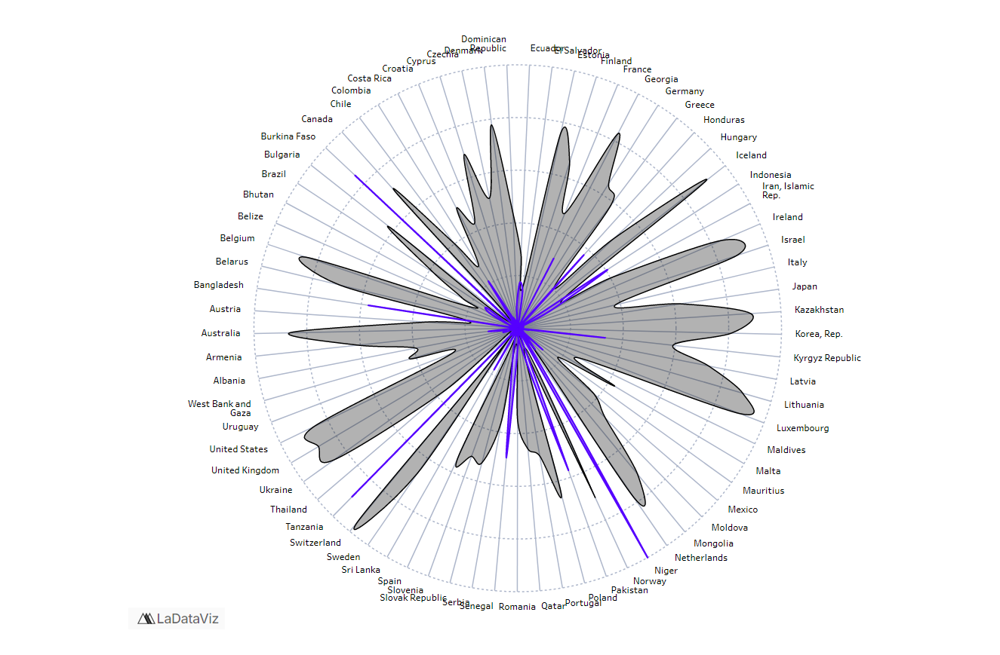 Dominican
Republic
Ecuador
El Salvador
Estonia
Finland
France
Georgia
Germany
Greece
Honduras
Hungary
Iceland
Indonesia
Iran, Islamic
Rep.
Ireland
Israel
Italy
Japan
Kazakhstan
Korea, Rep.
Kyrgyz Republic
Latvia
Lithuania
Luxembourg
Maldives
Malta
Mauritius
Mexico
Moldova
Mongolia
Netherlands
Niger
Norway
Pakistan
Poland
Portugal
Qatar
Romania
Senegal
Serbia
Slovak Republic
Slovenia
Spain
Sri Lanka
Sweden
Switzerland
Tanzania
Thailand
Ukraine
United Kingdom
United States
Uruguay
West Bank and
Gaza
Albania
Armenia
Australia
Austria
Bangladesh
Belarus
Belgium
Belize
Bhutan
Brazil
Bulgaria
Burkina Faso
Canada
Chile
Colombia
Costa Rica
Croatia
Cyprus
Czechia
Denmark
LaDataViz